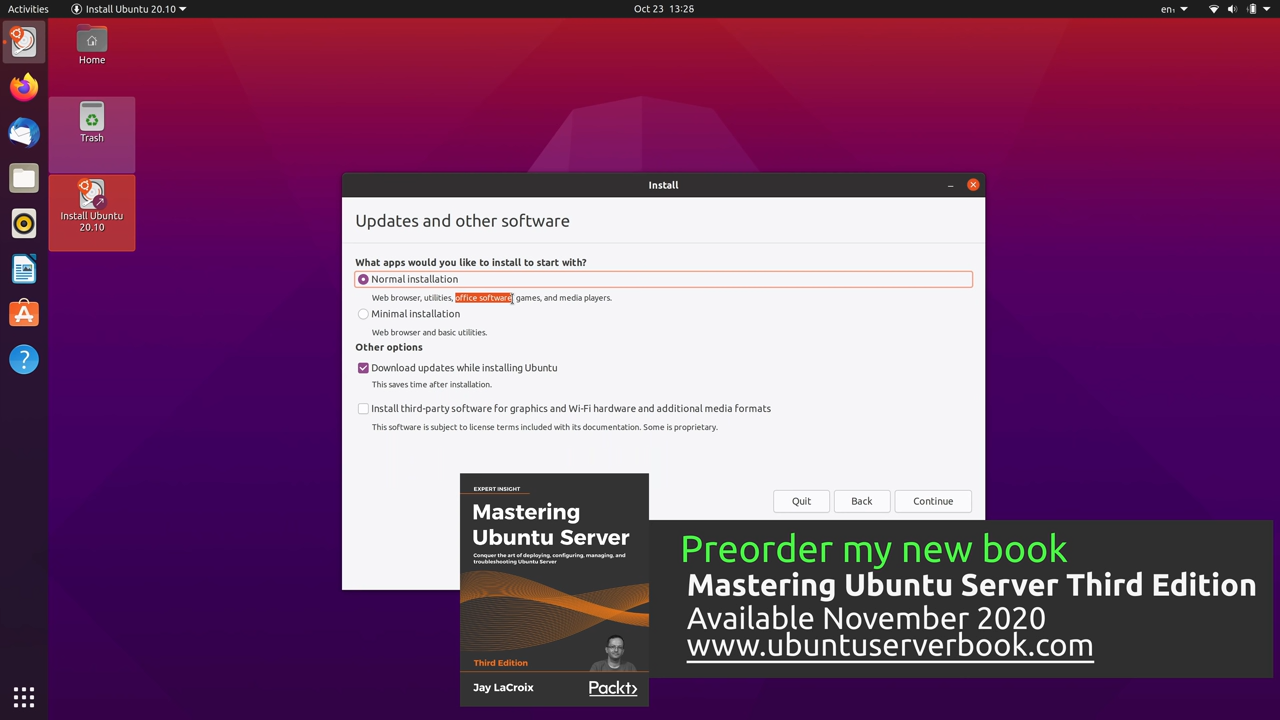 Activities
Install Ubuntu 20.10
Oct 23 13:26
en₁
Home
Trash
Install Ubuntu
20.10
Install
Updates and other software
What apps would you like to install to start with?
Normal installation
Web browser, utilities, office software, games, and media players.
Minimal installation
Web browser and basic utilities.
Other options
Download updates while installing Ubuntu
This saves time after installation.
Install third-party software for graphics and Wi-Fi hardware and additional media formats
This software is subject to license terms included with its documentation. Some is proprietary.
Quit
Back
Continue
EXPERT INSIGHT
Mastering
Ubuntu Server
Conquer the art of deploying, configuring, managing, and
troubleshooting Ubuntu Server
Third Edition
Jay LaCroix
Packt>
Preorder my new book
Mastering Ubuntu Server Third Edition
Available November 2020
www.ubuntuserverbook.com